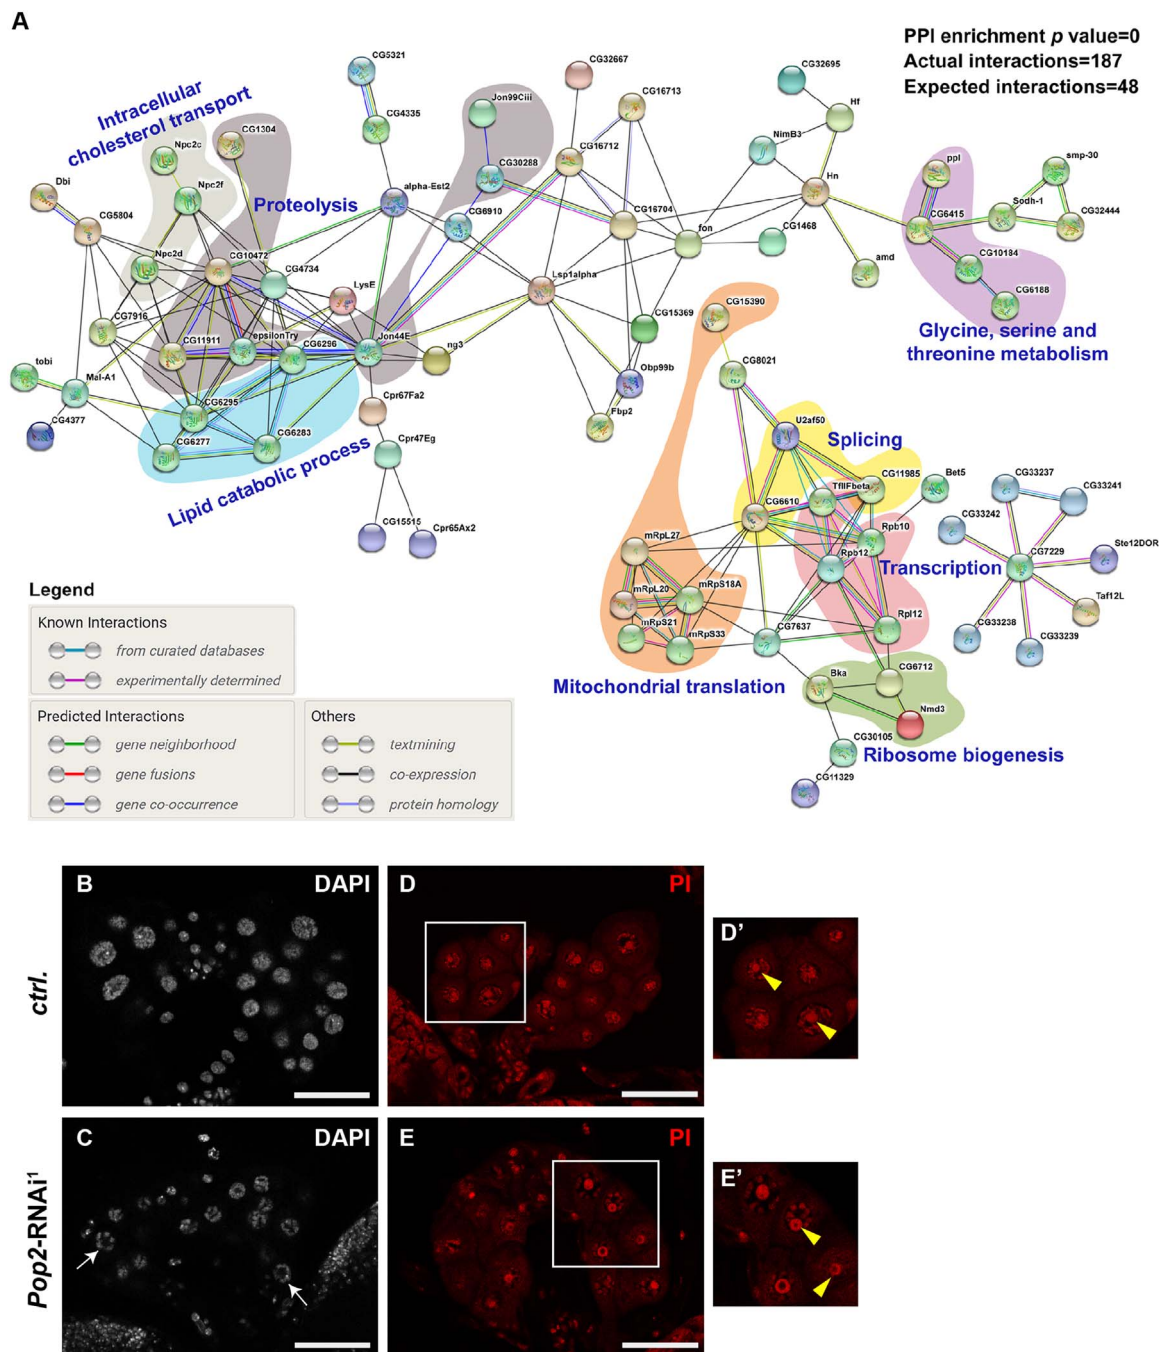 A
PPI enrichment p value=0
Actual interactions=187
Expected interactions=48
CG5321
CG4335
Intracellular
cholesterol transport
Npc2c
CG1304
Npc2f
Dbi
CG5804
Npc2d
Proteolysis
alpha-Est2
Jon99Ciii
CG30288
CG6910
CG32667
CG16712
CG16713
CG16704
fon
CG32695
Hf
NimB3
Hn
CG1468
amd
ppl
CG6415
smp-30
Sodh-1
CG32444
CG10184
CG6188
Glycine, serine and
threonine metabolism
CG10472
CG4734
LysE
Lsp1alpha
CG7916
CG11911
epsilonTry
CG6296
Jon44E
ng3
CG15369
Obp99b
Fbp2
tobi
Mal-A1
CG4377
CG6295
CG6277
CG6283
Lipid catabolic process
Cpr67Fa2
Cpr47Eg
CG15515
Cpr65Ax2
CG15390
CG8021
U2af50
Splicing
CG11985
TfIIFbeta
CG6610
Rpb10
Bet5
mRpL27
Rpb12
Transcription
mRpL20
mRpS18A
mRpS21
mRpS33
CG7637
RpI12
Mitochondrial translation
Bka
CG6712
Nmd3
CG30105
Ribosome biogenesis
CG11329
CG33237
CG33241
CG33242
CG7229
Ste12DOR
Taf12L
CG33238
CG33239
Legend
Known Interactions
from curated databases
experimentally determined
Predicted Interactions
gene neighborhood
gene fusions
gene co-occurrence
Others
textmining
co-expression
protein homology
ctrl.
B DAPI
D PI
D'
Pop2-RNAi¹
C DAPI
E PI
E'